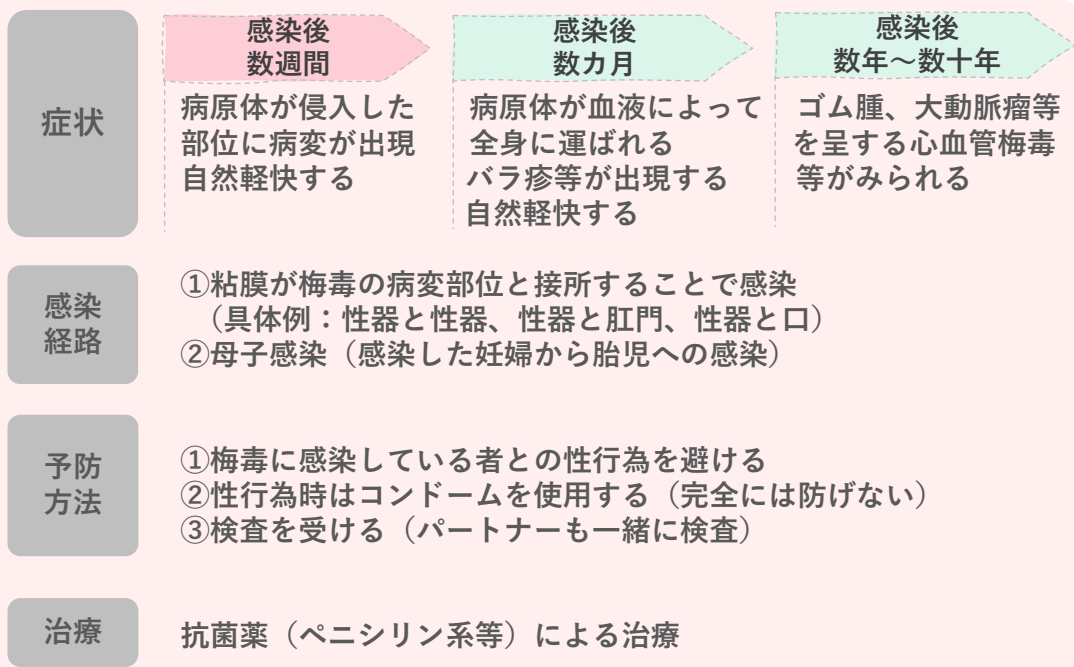 症状
感染後
数週間
病原体が侵入した
部位に病変が出現
自然軽快する
感染後
数カ月
病原体が血液によって
全身に運ばれる
バラ疹等が出現する
自然軽快する
感染後
数年~数十年
ゴム腫、大動脈瘤等
を呈する心血管梅毒
等がみられる
感染
経路
①粘膜が梅毒の病変部位と接所することで感染
(具体例:性器と性器、性器と肛門、性器と口)
②母子感染(感染した妊婦から胎児への感染)
予防
方法
①梅毒に感染している者との性行為を避ける
②性行為時はコンドームを使用する(完全には防げない)
③検査を受ける(パートナーも一緒に検査)
治療
抗菌薬(ペニシリン系等)による治療